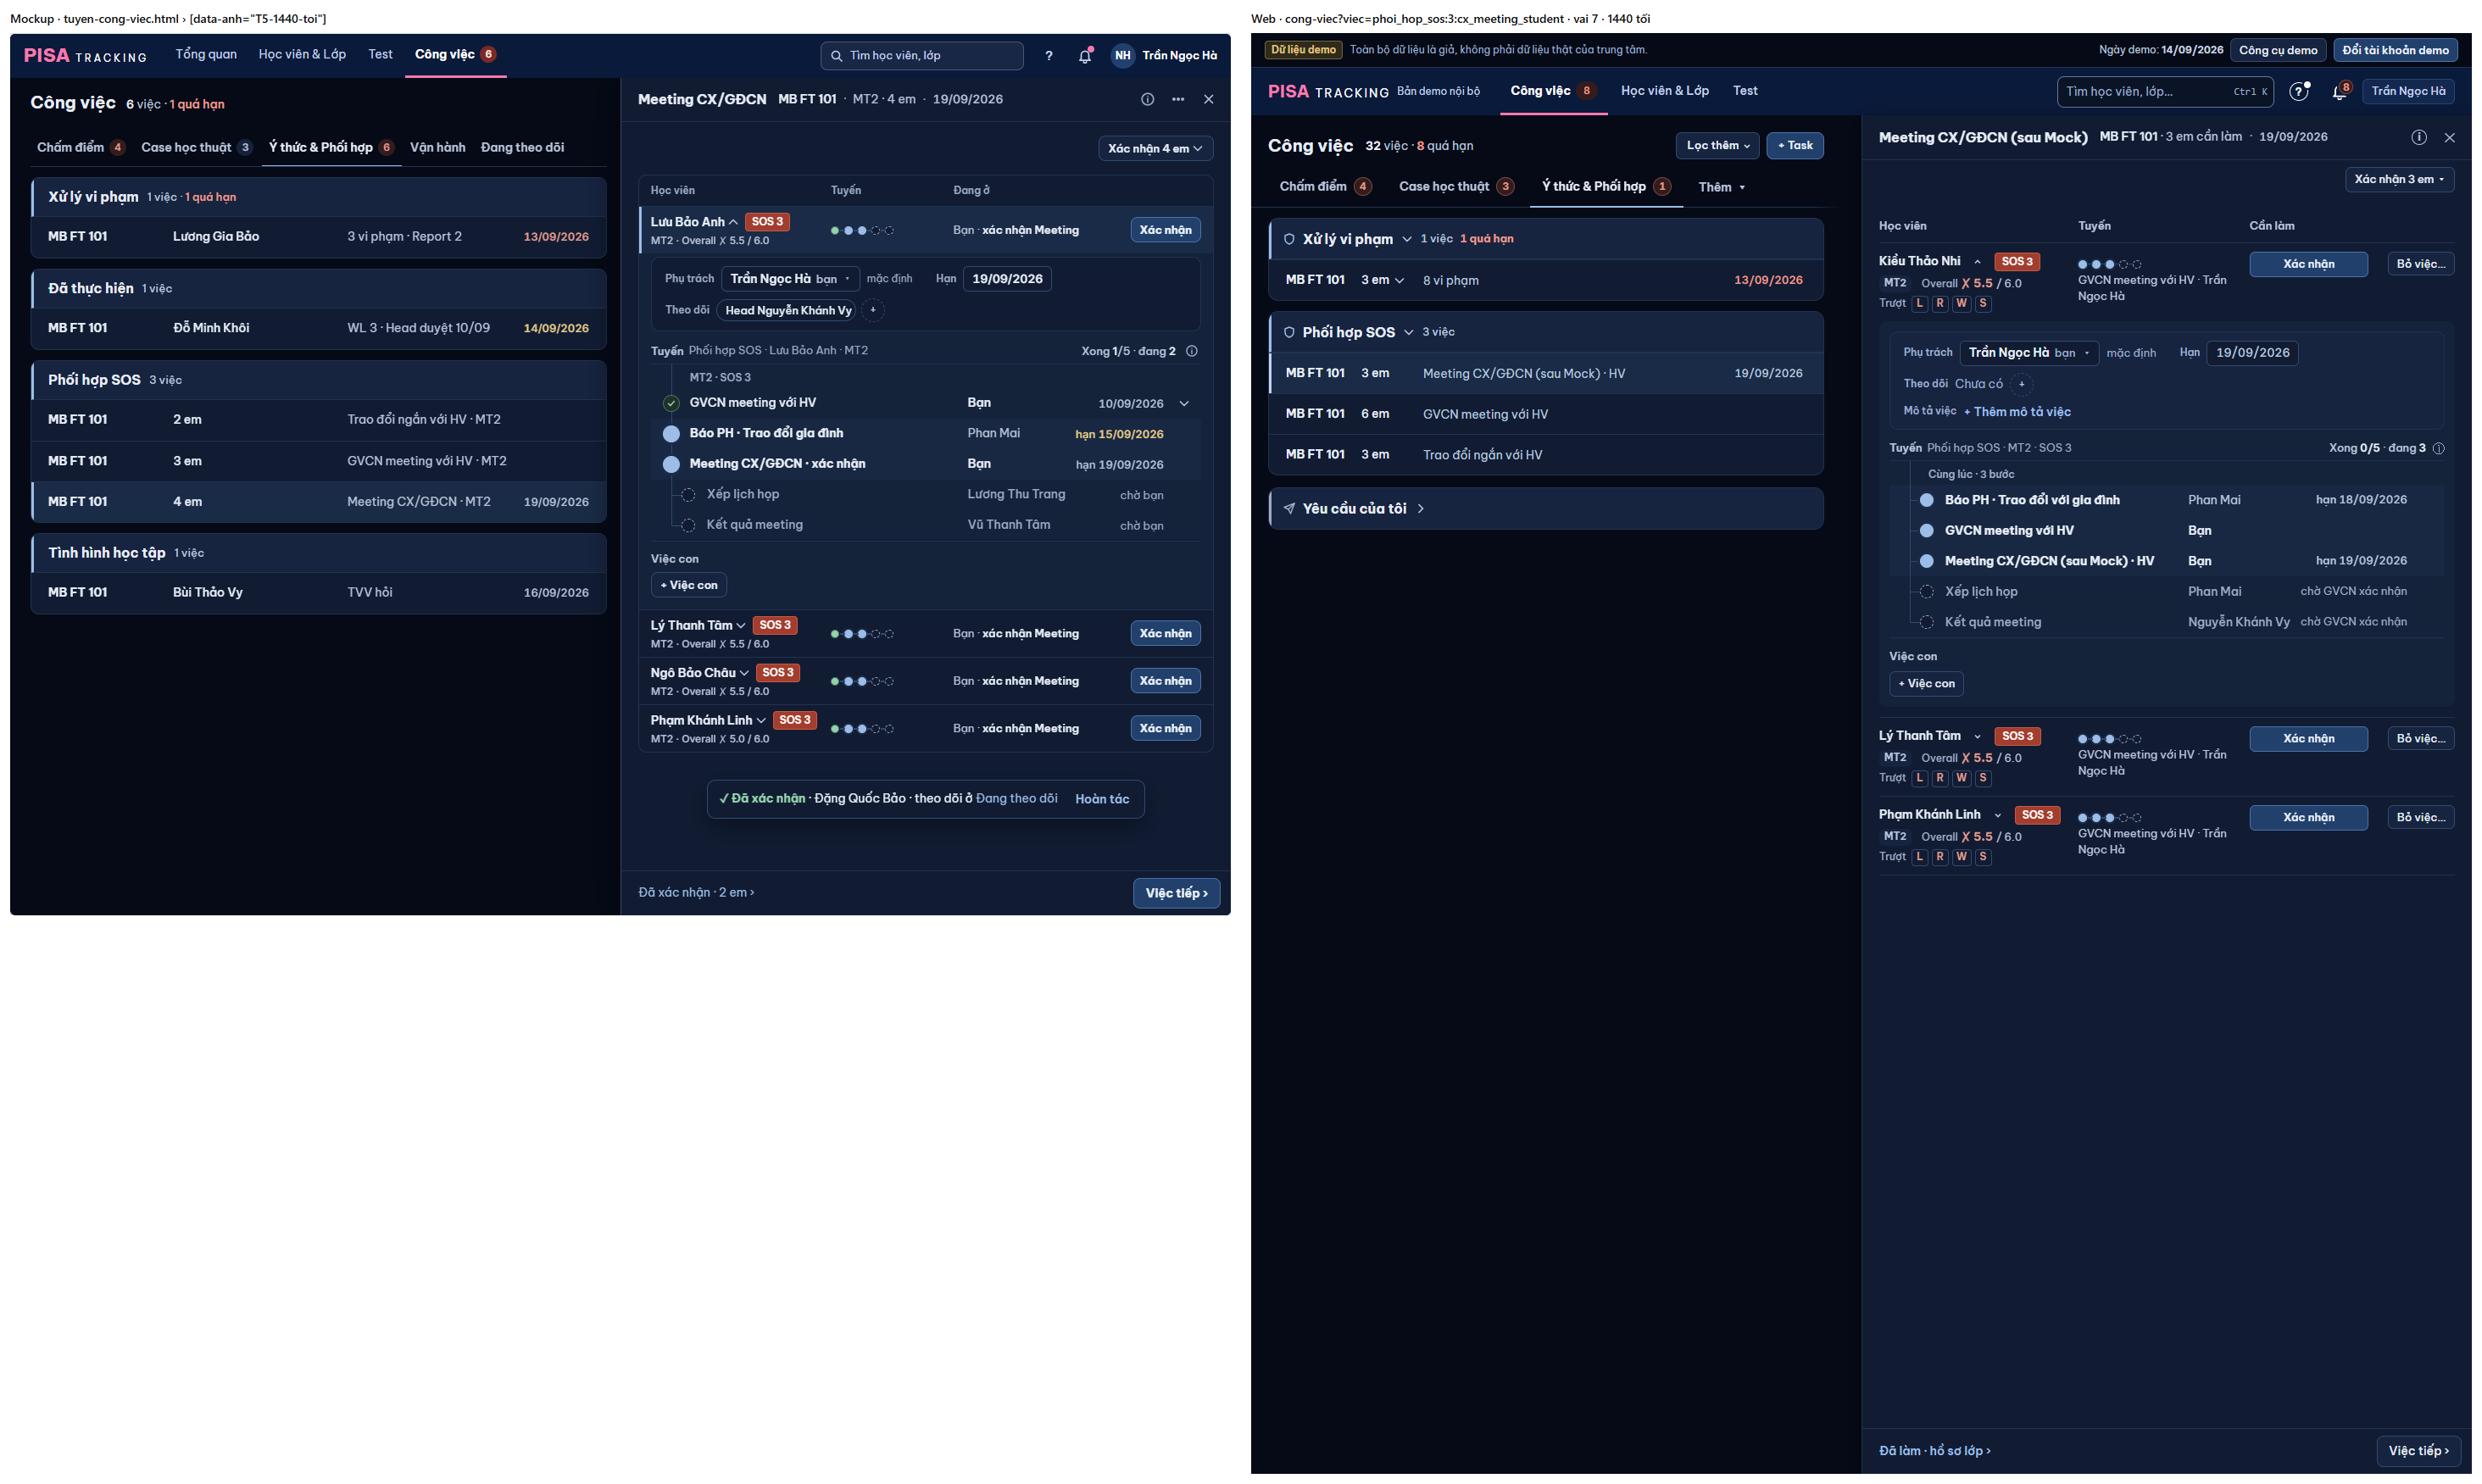 Mockup · tuyen-cong-viec.html › [data-anh="T5-1440-toi"]
PISA TRACKING Tổng quan Học viên & Lớp Test Công việc 6 Tìm học viên, lớp ? NH Trần Ngọc Hà
Công việc 6 việc · 1 quá hạn
Chấm điểm 4 Case học thuật 3 Ý thức & Phối hợp 6 Vận hành Đang theo dõi
Xử lý vi phạm 1 việc · 1 quá hạn
MB FT 101 Lương Gia Bảo 3 vi phạm · Report 2 13/09/2026
Đã thực hiện 1 việc
MB FT 101 Đỗ Minh Khôi WL 3 · Head duyệt 10/09 14/09/2026
Phối hợp SOS 3 việc
MB FT 101 2 em Trao đổi ngắn với HV · MT2
MB FT 101 3 em GVCN meeting với HV · MT2
MB FT 101 4 em Meeting CX/GĐCN · MT2 19/09/2026
Tình hình học tập 1 việc
MB FT 101 Bùi Thảo Vy TVV hỏi 16/09/2026
Meeting CX/GĐCN MB FT 101 · MT2 · 4 em · 19/09/2026
Xác nhận 4 em
Học viên Tuyến Đang ở
Lưu Bảo Anh SOS 3 Bạn · xác nhận Meeting Xác nhận
MT2 · Overall ✗ 5.5 / 6.0
Phụ trách Trần Ngọc Hà bạn mặc định Hạn 19/09/2026
Theo dõi Head Nguyễn Khánh Vy +
Tuyến Phối hợp SOS · Lưu Bảo Anh · MT2 Xong 1/5 · đang 2
MT2 · SOS 3
GVCN meeting với HV Bạn 10/09/2026
Báo PH · Trao đổi gia đình Phan Mai hạn 15/09/2026
Meeting CX/GĐCN · xác nhận Bạn hạn 19/09/2026
Xếp lịch họp Lương Thu Trang chờ bạn
Kết quả meeting Vũ Thanh Tâm chờ bạn
Việc con
+ Việc con
Lý Thanh Tâm SOS 3 Bạn · xác nhận Meeting Xác nhận
MT2 · Overall ✗ 5.5 / 6.0
Ngô Bảo Châu SOS 3 Bạn · xác nhận Meeting Xác nhận
MT2 · Overall ✗ 5.5 / 6.0
Phạm Khánh Linh SOS 3 Bạn · xác nhận Meeting Xác nhận
MT2 · Overall ✗ 5.0 / 6.0
✓ Đã xác nhận · Đặng Quốc Bảo · theo dõi ở Đang theo dõi Hoàn tác
Đã xác nhận · 2 em › Việc tiếp ›
Web · cong-viec?viec=phoi_hop_sos:3:cx_meeting_student · vai 7 · 1440 tối
Dữ liệu demo Toàn bộ dữ liệu là giả, không phải dữ liệu thật của trung tâm. Ngày demo: 14/09/2026 Công cụ demo Đổi tài khoản demo
PISA TRACKING Bản demo nội bộ Công việc 8 Học viên & Lớp Test Tìm học viên, lớp... Ctrl K ? 8 Trần Ngọc Hà
Công việc 32 việc · 8 quá hạn Lọc thêm + Task
Chấm điểm 4 Case học thuật 3 Ý thức & Phối hợp 1 Thêm
Xử lý vi phạm 1 việc 1 quá hạn
MB FT 101 3 em 8 vi phạm 13/09/2026
Phối hợp SOS 3 việc
MB FT 101 3 em Meeting CX/GĐCN (sau Mock) · HV 19/09/2026
MB FT 101 6 em GVCN meeting với HV
MB FT 101 3 em Trao đổi ngắn với HV
Yêu cầu của tôi
Meeting CX/GĐCN (sau Mock) MB FT 101 · 3 em cần làm · 19/09/2026
Xác nhận 3 em
Học viên Tuyến Cần làm
Kiều Thảo Nhi SOS 3 Xác nhận Bỏ việc...
MT2 Overall ✗ 5.5 / 6.0 GVCN meeting với HV · Trần Ngọc Hà
Trượt L R W S
Phụ trách Trần Ngọc Hà bạn mặc định Hạn 19/09/2026
Theo dõi Chưa có +
Mô tả việc + Thêm mô tả việc
Tuyến Phối hợp SOS · MT2 · SOS 3 Xong 0/5 · đang 3
Cùng lúc · 3 bước
Báo PH · Trao đổi với gia đình Phan Mai hạn 18/09/2026
GVCN meeting với HV Bạn
Meeting CX/GĐCN (sau Mock) · HV Bạn hạn 19/09/2026
Xếp lịch họp Phan Mai chờ GVCN xác nhận
Kết quả meeting Nguyễn Khánh Vy chờ GVCN xác nhận
Việc con
+ Việc con
Lý Thanh Tâm SOS 3 Xác nhận Bỏ việc...
MT2 Overall ✗ 5.5 / 6.0 GVCN meeting với HV · Trần Ngọc Hà
Trượt L R W S
Phạm Khánh Linh SOS 3 Xác nhận Bỏ việc...
MT2 Overall ✗ 5.5 / 6.0 GVCN meeting với HV · Trần Ngọc Hà
Trượt L R W S
Đã làm · hồ sơ lớp › Việc tiếp ›